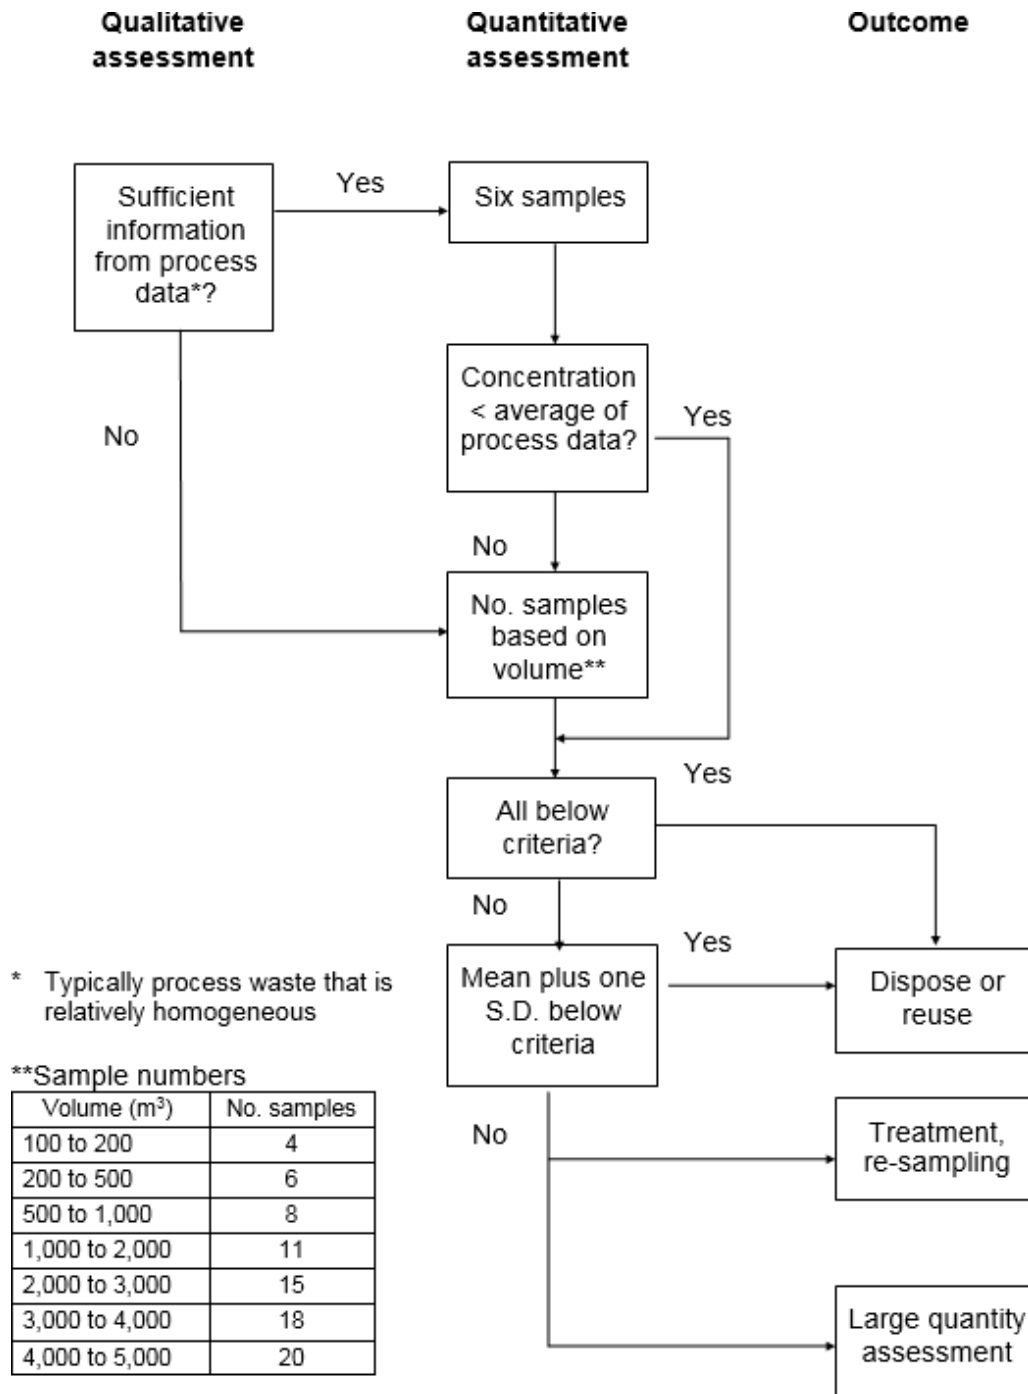 Qualitative
assessment
Quantitative
assessment
Outcome
Sufficient
information
from process
data*?
Yes
Six samples
Concentration
< average of
process data?
Yes
No
No
No. samples
based on
volume**
Yes
All below
criteria?
No
Mean plus one
S.D. below
criteria
Yes
Dispose or
reuse
No
Treatment,
re-sampling
Large quantity
assessment
* Typically process waste that is
relatively homogeneous
**Sample numbers
Volume (m³) No. samples
100 to 200 4
200 to 500 6
500 to 1,000 8
1,000 to 2,000 11
2,000 to 3,000 15
3,000 to 4,000 18
4,000 to 5,000 20